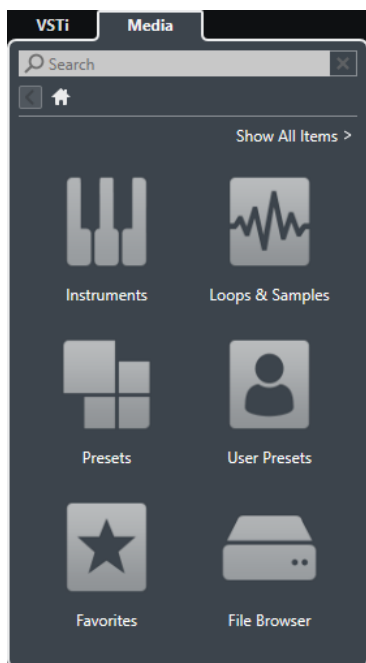 VSTi Media
Search
Show All Items >
Instruments Loops & Samples
Presets User Presets
Favorites File Browser